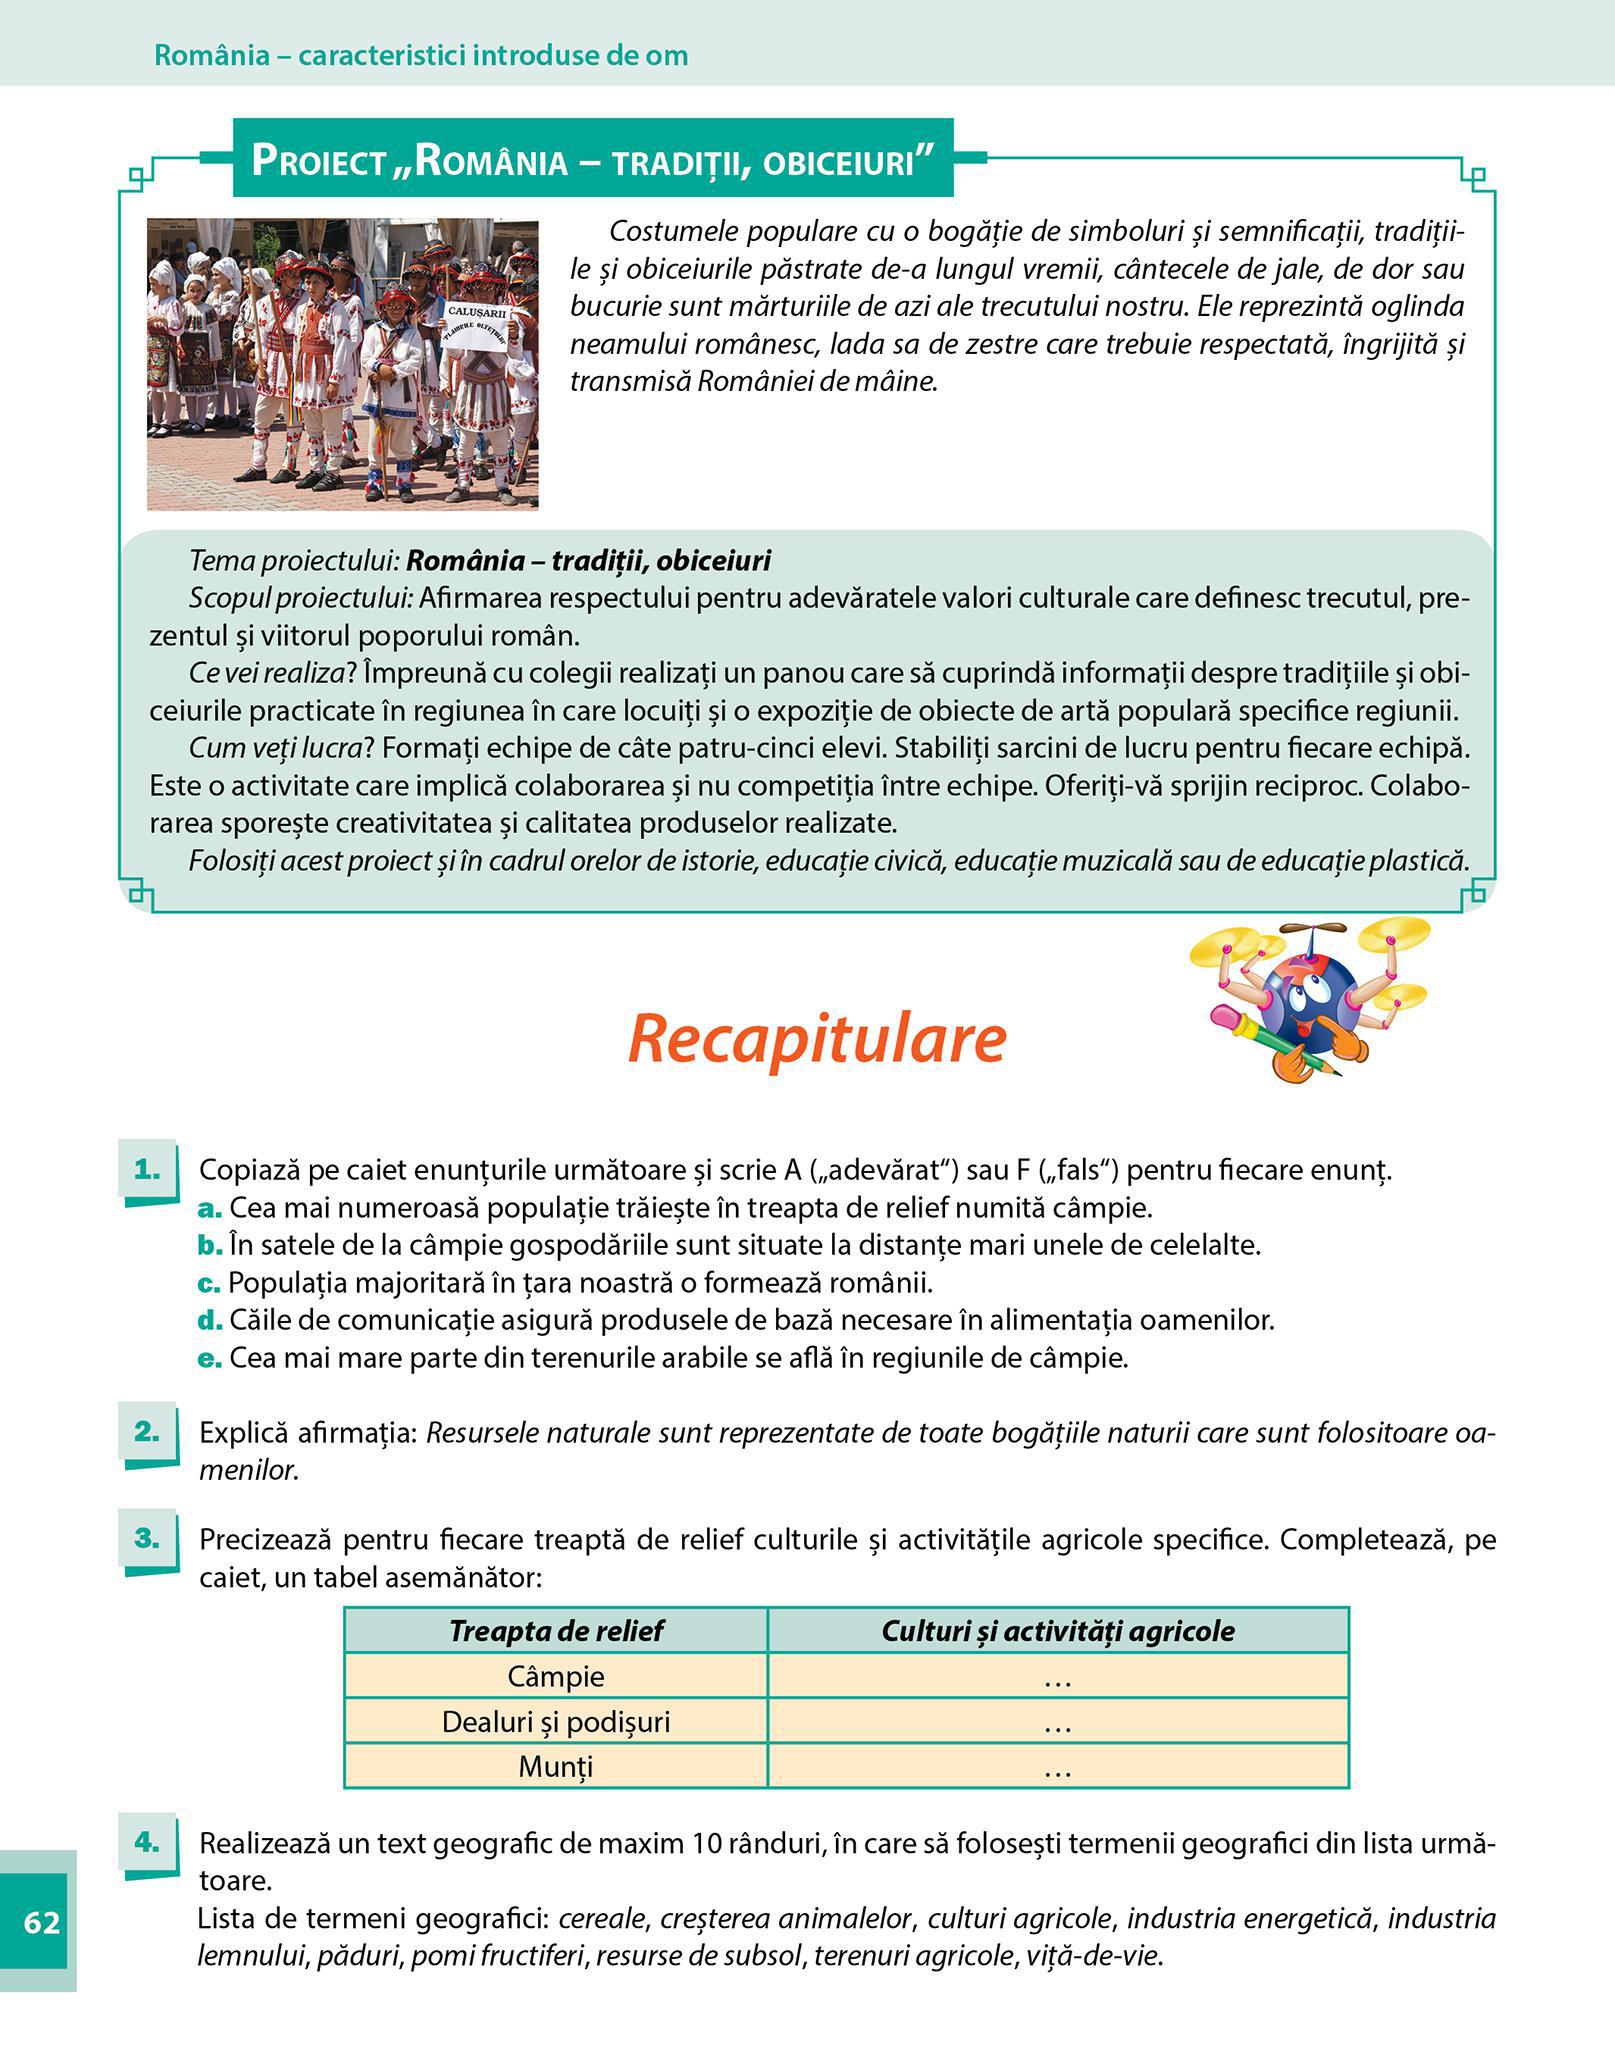 România – caracteristici introduse de om
PROIECT „ROMÂNIA – TRADIȚII, OBICEIURI”
Costumele populare cu o bogăție de simboluri și semnificații, tradiții-
le și obiceiurile păstrate de-a lungul vremii, cântecele de jale, de dor sau
bucurie sunt mărturiile de azi ale trecutului nostru. Ele reprezintă oglinda
neamului românesc, lada sa de zestre care trebuie respectată, îngrijită și
transmisă României de mâine.
CALUȘARII
"PLAIURILE OLTEȚULUI"
Tema proiectului: România – tradiții, obiceiuri
Scopul proiectului: Afirmarea respectului pentru adevăratele valori culturale care definesc trecutul, pre-
zentul și viitorul poporului român.
Ce vei realiza? Împreună cu colegii realizați un panou care să cuprindă informații despre tradițiile și obi-
ceiurile practicate în regiunea în care locuiți și o expoziție de obiecte de artă populară specifice regiunii.
Cum veți lucra? Formați echipe de câte patru-cinci elevi. Stabiliți sarcini de lucru pentru fiecare echipă.
Este o activitate care implică colaborarea și nu competiția între echipe. Oferiți-vă sprijin reciproc. Colabo-
rarea sporește creativitatea și calitatea produselor realizate.
Folosiți acest proiect și în cadrul orelor de istorie, educație civică, educație muzicală sau de educație plastică.
Recapitulare
1. Copiază pe caiet enunțurile următoare și scrie A („adevărat“) sau F („fals“) pentru fiecare enunț.
a. Cea mai numeroasă populație trăiește în treapta de relief numită câmpie.
b. În satele de la câmpie gospodăriile sunt situate la distanțe mari unele de celelalte.
c. Populația majoritară în țara noastră o formează românii.
d. Căile de comunicație asigură produsele de bază necesare în alimentația oamenilor.
e. Cea mai mare parte din terenurile arabile se află în regiunile de câmpie.
2. Explică afirmația: Resursele naturale sunt reprezentate de toate bogățiile naturii care sunt folositoare oa-
menilor.
3. Precizează pentru fiecare treaptă de relief culturile și activitățile agricole specifice. Completează, pe
caiet, un tabel asemănător:
Treapta de relief Culturi și activități agricole
Câmpie …
Dealuri și podișuri …
Munți …
4. Realizează un text geografic de maxim 10 rânduri, în care să folosești termenii geografici din lista urmă-
toare.
Lista de termeni geografici: cereale, creșterea animalelor, culturi agricole, industria energetică, industria
lemnului, păduri, pomi fructiferi, resurse de subsol, terenuri agricole, viță-de-vie.
62